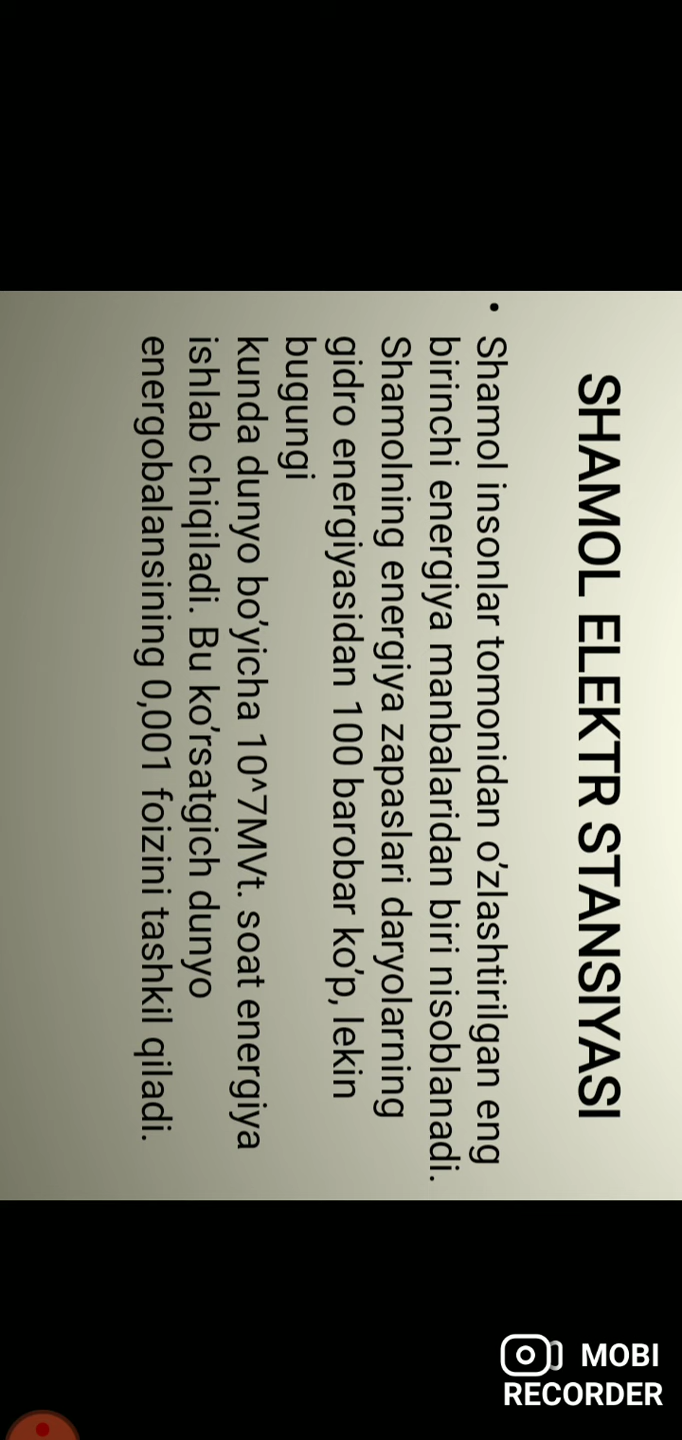 SHAMOL ELEKTR STANSIYASI
• Shamol insonlar tomonidan o'zlashtirilgan eng
birinchi energiya manbalaridan biri nisoblanadi.
Shamolning energiya zapaslari daryolarning
gidro energiyasidan 100 barobar ko'p, lekin
bugungi
kunda dunyo bo'yicha 10^7MVt. soat energiya
ishlab chiqiladi. Bu ko'rsatgich dunyo
energobalansining 0,001 foizini tashkil qiladi.
MOBI
RECORDER